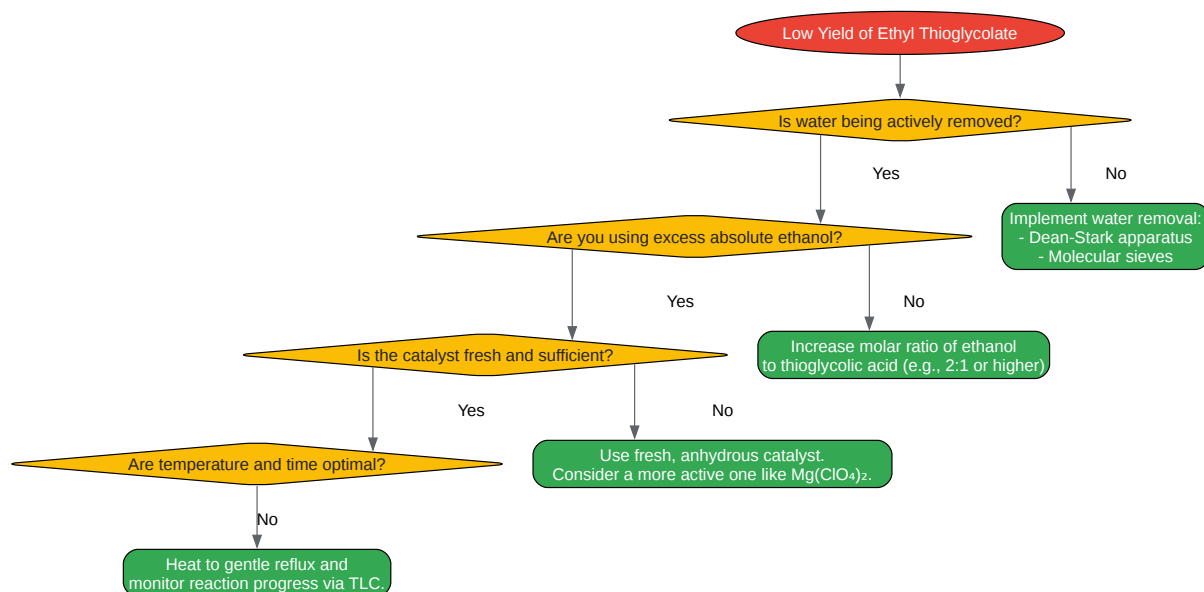 Low Yield of Ethyl Thioglycolate
Is water being actively removed?
Yes
No
Implement water removal:
- Dean-Stark apparatus
- Molecular sieves
Are you using excess absolute ethanol?
Yes
No
Increase molar ratio of ethanol
to thioglycolic acid (e.g., 2:1 or higher)
Is the catalyst fresh and sufficient?
Yes
No
Use fresh, anhydrous catalyst.
Consider a more active one like Mg(ClO₄)₂.
Are temperature and time optimal?
No
Heat to gentle reflux and
monitor reaction progress via TLC.